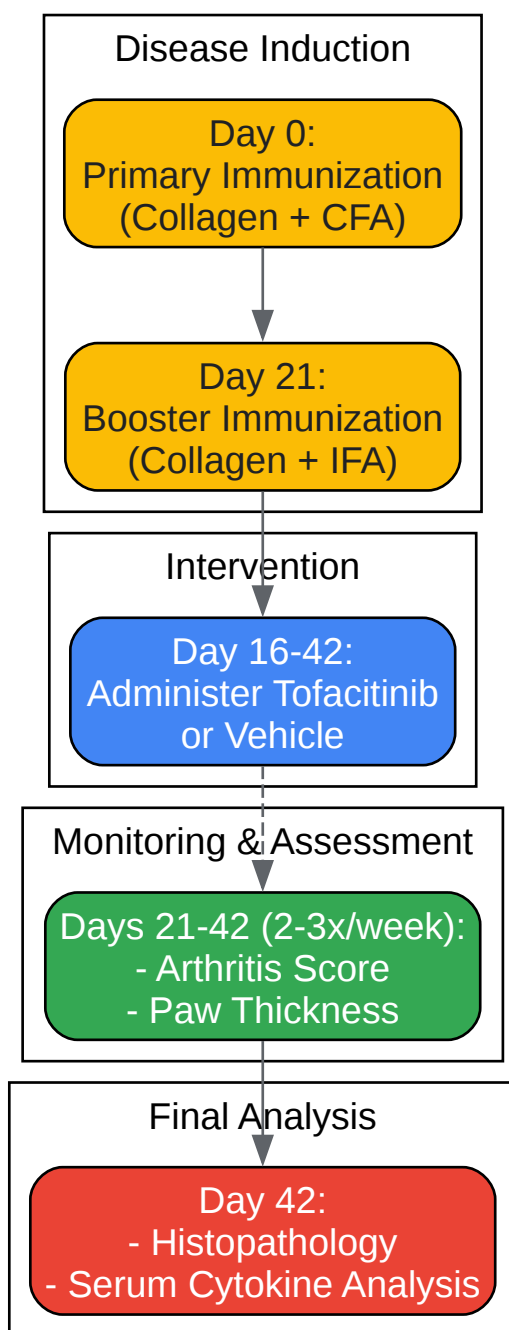 Disease Induction
Day 0:
Primary Immunization
(Collagen + CFA)
Day 21:
Booster Immunization
(Collagen + IFA)
Intervention
Day 16-42:
Administer Tofacitinib
or Vehicle
Monitoring & Assessment
Days 21-42 (2-3x/week):
- Arthritis Score
- Paw Thickness
Final Analysis
Day 42:
- Histopathology
- Serum Cytokine Analysis